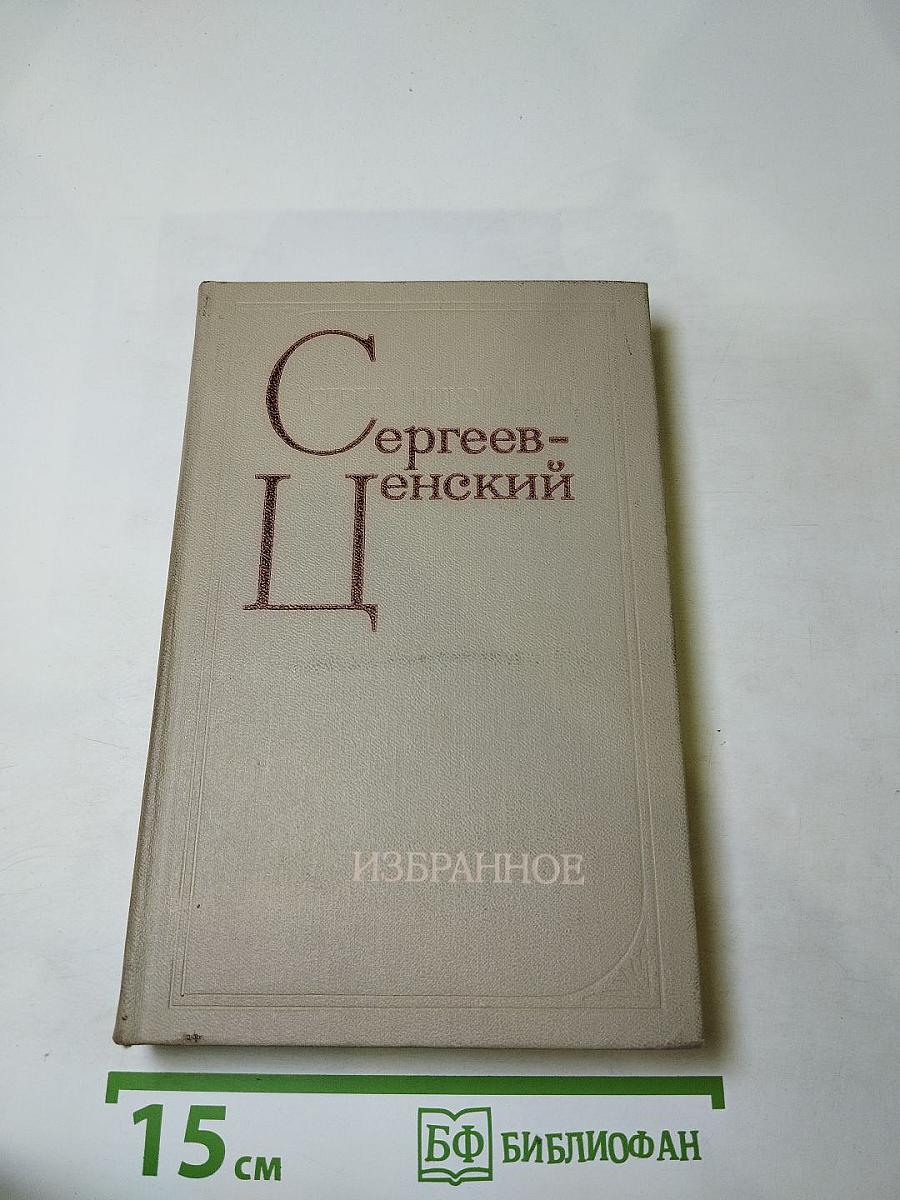 Сергеев-
Ценский
ИЗБРАННОЕ
15 см
БФ БИБЛИОФАН